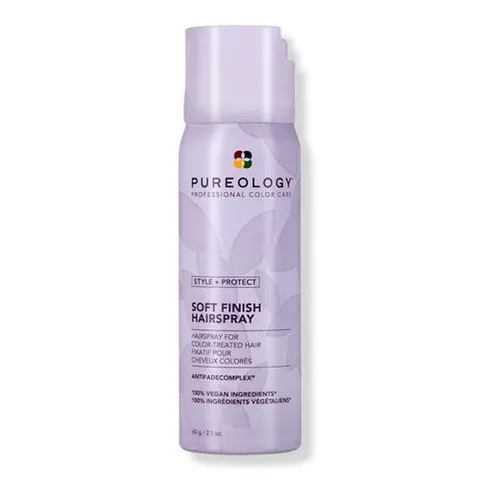 PUREOLOGY
PROFESSIONAL COLOR CARE
STYLE + PROTECT
SOFT FINISH
HAIRSPRAY
HAIRSPRAY FOR
COLOR-TREATED HAIR
FIXATIF POUR
CHEVEUX COLORÉS
ANTIFADECOMPLEX®
100% VEGAN INGREDIENTS*
100% INGRÉDIENTS VÉGÉTALIENS*
60 g / 2.1 oz